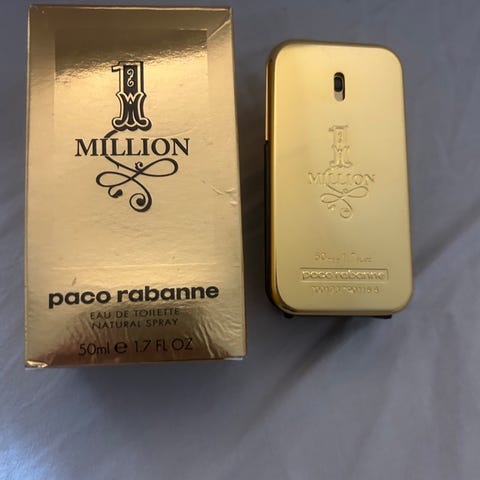 1
MILLION
paco rabanne
EAU DE TOILETTE
NATURAL SPRAY
50ml e 1.7 FL OZ
1
MILLION
paco rabanne